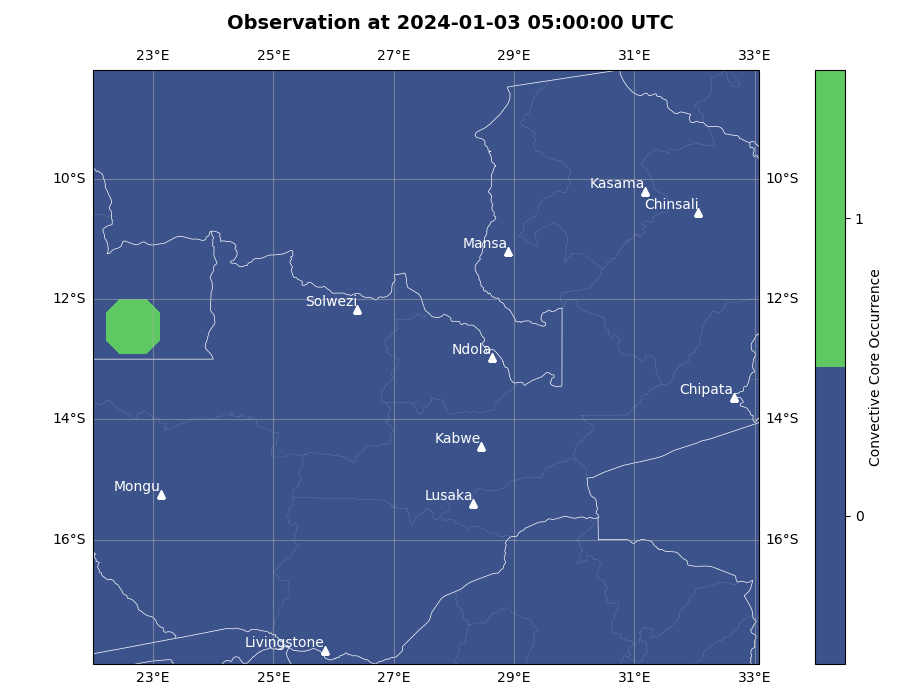 Observation at 2024-01-03 05:00:00 UTC
23°E 25°E 27°E 29°E 31°E 33°E
10°S 10°S
Kasama
Chinsali
Mansa
12°S 12°S
Solwezi
Ndola
Chipata
14°S 14°S
Kabwe
Mongu
Lusaka
16°S 16°S
Livingstone
23°E 25°E 27°E 29°E 31°E 33°E
1
0
Convective Core Occurrence